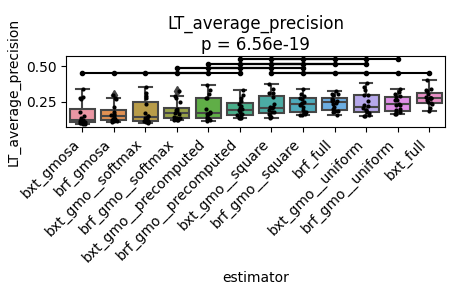 LT_average_precision
p = 6.56e-19
LT_average_precision
0.50
0.25
bxt_gmosa
brf_gmosa
bxt_gmo__softmax
brf_gmo__softmax
bxt_gmo__precomputed
brf_gmo__precomputed
bxt_gmo__square
brf_gmo__square
brf_full
bxt_gmo__uniform
brf_gmo__uniform
bxt_full
estimator